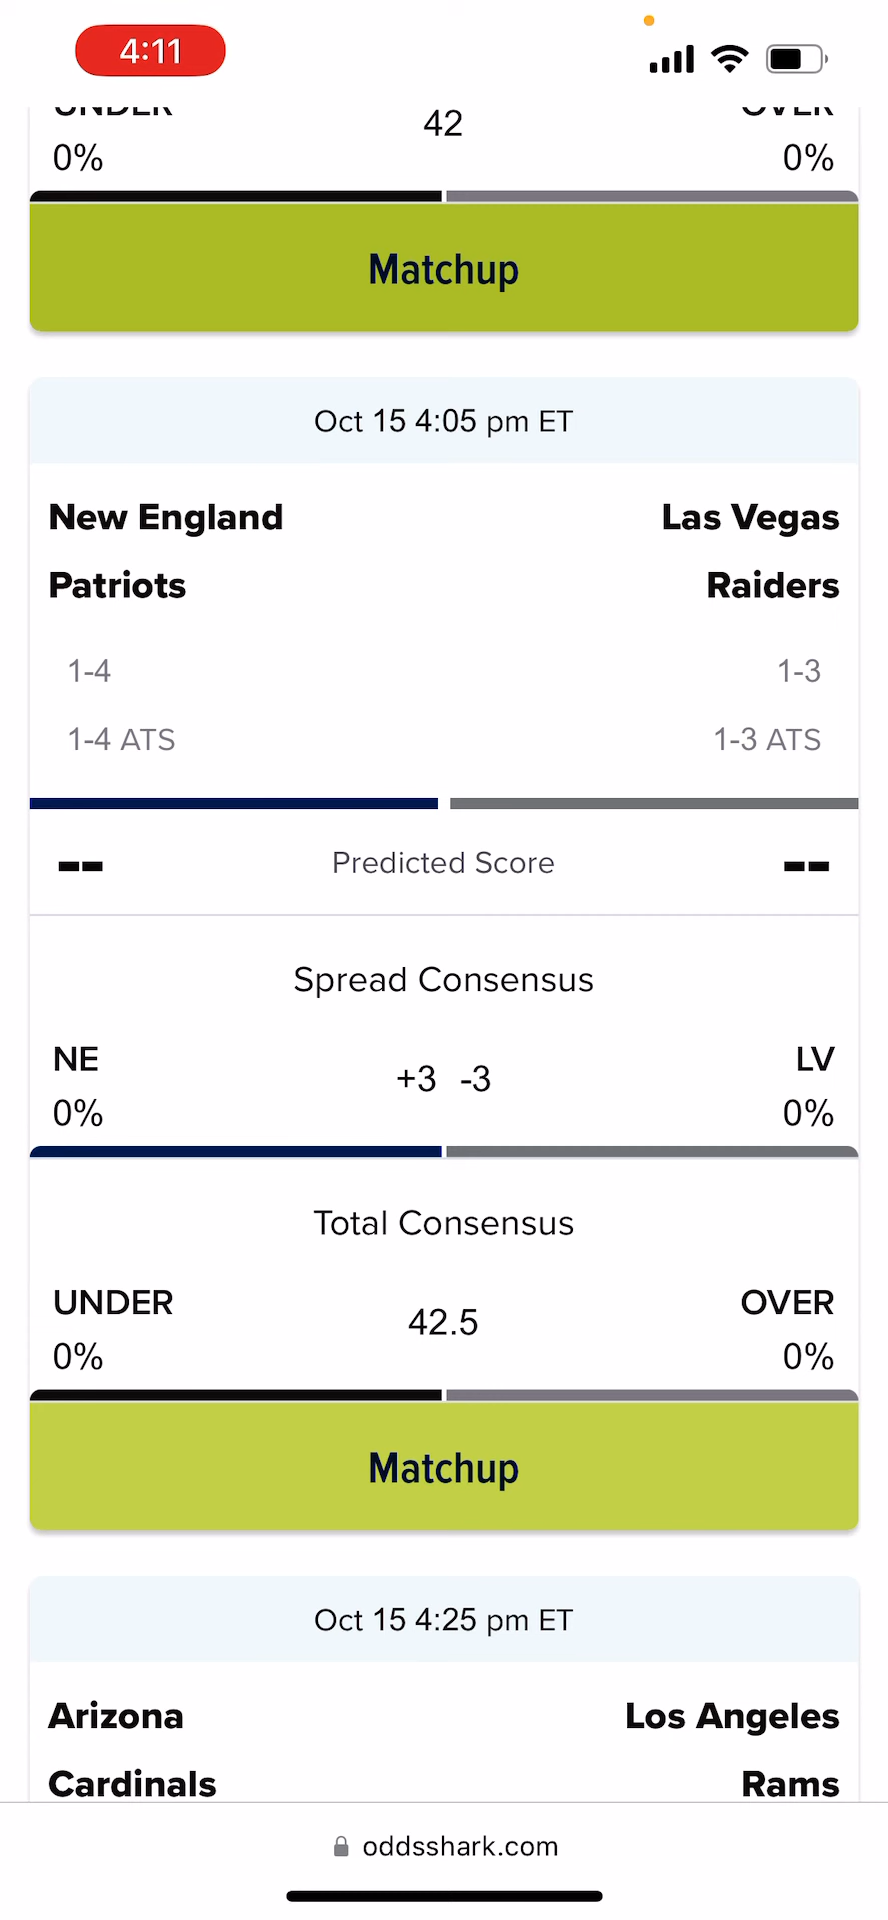 4:11
UNDER 42 OVER
0% 0%
Matchup
Oct 15 4:05 pm ET
New England Las Vegas
Patriots Raiders
1-4 1-3
1-4 ATS 1-3 ATS
-- Predicted Score --
Spread Consensus
NE +3 -3 LV
0% 0%
Total Consensus
UNDER 42.5 OVER
0% 0%
Matchup
Oct 15 4:25 pm ET
Arizona Los Angeles
Cardinals Rams
oddsshark.com